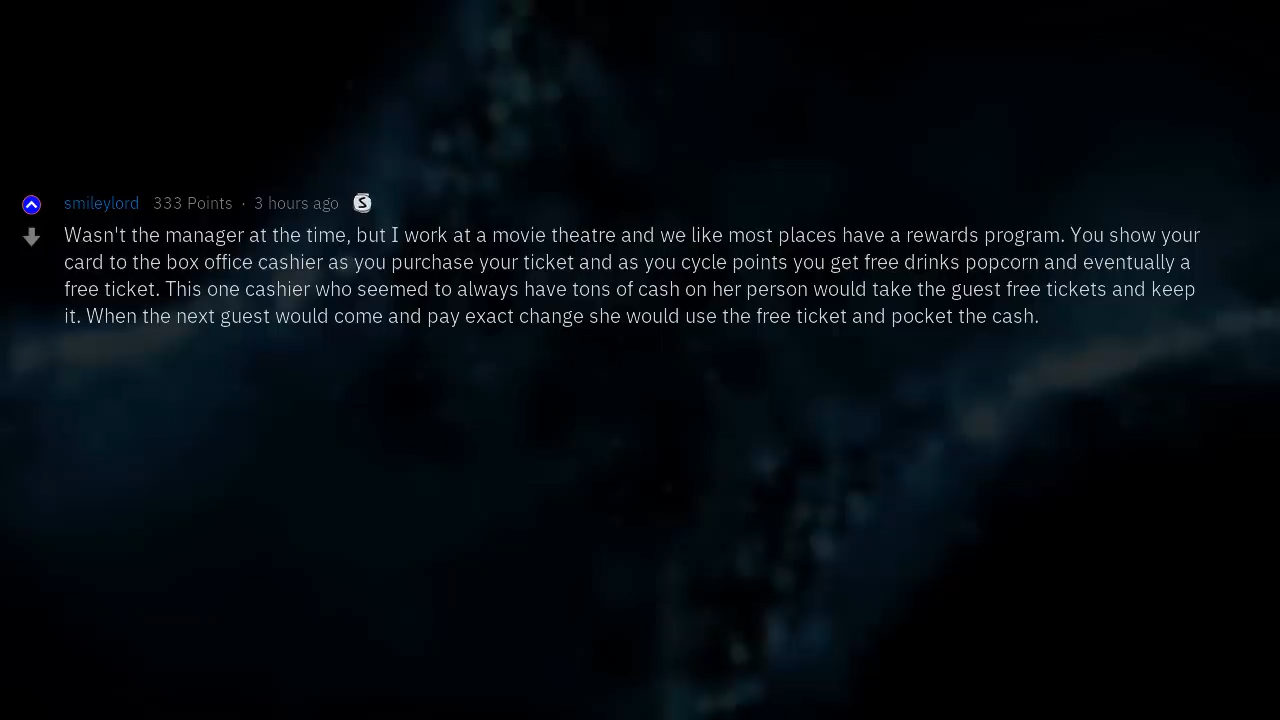 smileylord 333 Points · 3 hours ago S
Wasn't the manager at the time, but I work at a movie theatre and we like most places have a rewards program. You show your
card to the box office cashier as you purchase your ticket and as you cycle points you get free drinks popcorn and eventually a
free ticket. This one cashier who seemed to always have tons of cash on her person would take the guest free tickets and keep
it. When the next guest would come and pay exact change she would use the free ticket and pocket the cash.